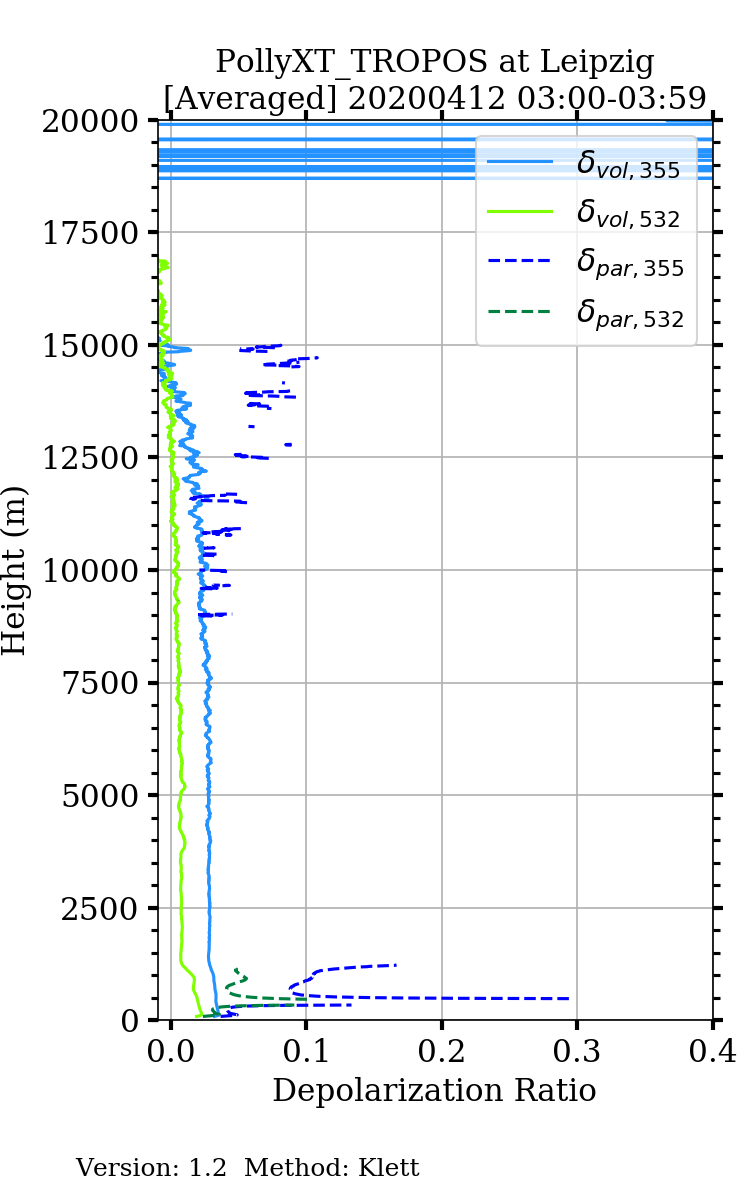 PollyXT_TROPOS at Leipzig
[Averaged] 20200412 03:00-03:59
20000
17500
15000
12500
10000
7500
5000
2500
0
Height (m)
δvol, 355
δvol, 532
δpar, 355
δpar, 532
0.0 0.1 0.2 0.3 0.4
Depolarization Ratio
Version: 1.2 Method: Klett